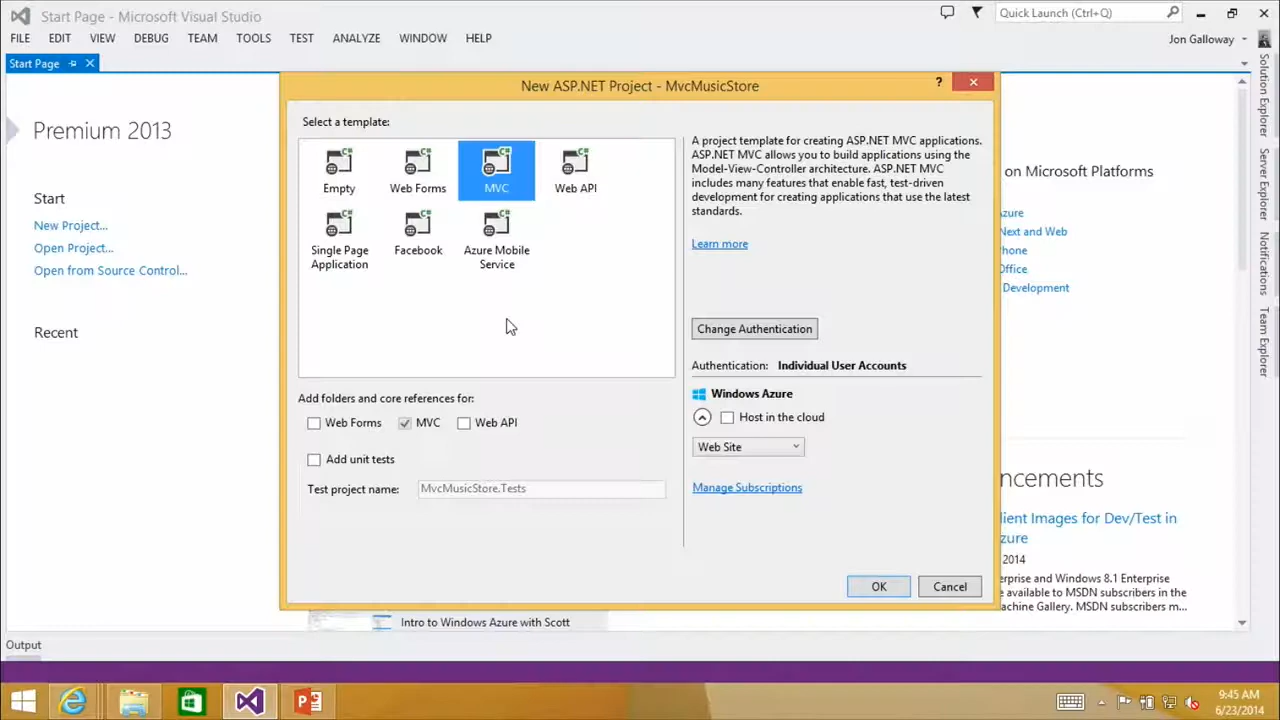 Start Page - Microsoft Visual Studio
Quick Launch (Ctrl+Q)
FILE EDIT VIEW DEBUG TEAM TOOLS TEST ANALYZE WINDOW HELP
Jon Galloway
Start Page
New ASP.NET Project - MvcMusicStore
?
Premium 2013
Start
New Project...
Open Project...
Open from Source Control...
Recent
Select a template:
Empty
Web Forms
MVC
Web API
Single Page
Application
Facebook
Azure Mobile
Service
A project template for creating ASP.NET MVC applications.
ASP.NET MVC allows you to build applications using the
Model-View-Controller architecture. ASP.NET MVC
includes many features that enable fast, test-driven
development for creating applications that use the latest
standards.
Learn more
Change Authentication
Authentication: Individual User Accounts
Windows Azure
Host in the cloud
Web Site
Manage Subscriptions
Add folders and core references for:
Web Forms MVC Web API
Add unit tests
Test project name: MvcMusicStore.Tests
OK Cancel
on Microsoft Platforms
zure
Next and Web
hone
Office
Development
ncements
lient Images for Dev/Test in
zure
2014
erprise and Windows 8.1 Enterprise
e available to MSDN subscribers in the
achine Gallery. MSDN subscribers m...
Solution Explorer
Server Explorer
Notifications
Team Explorer
Intro to Windows Azure with Scott
Output
9:45 AM
6/23/2014